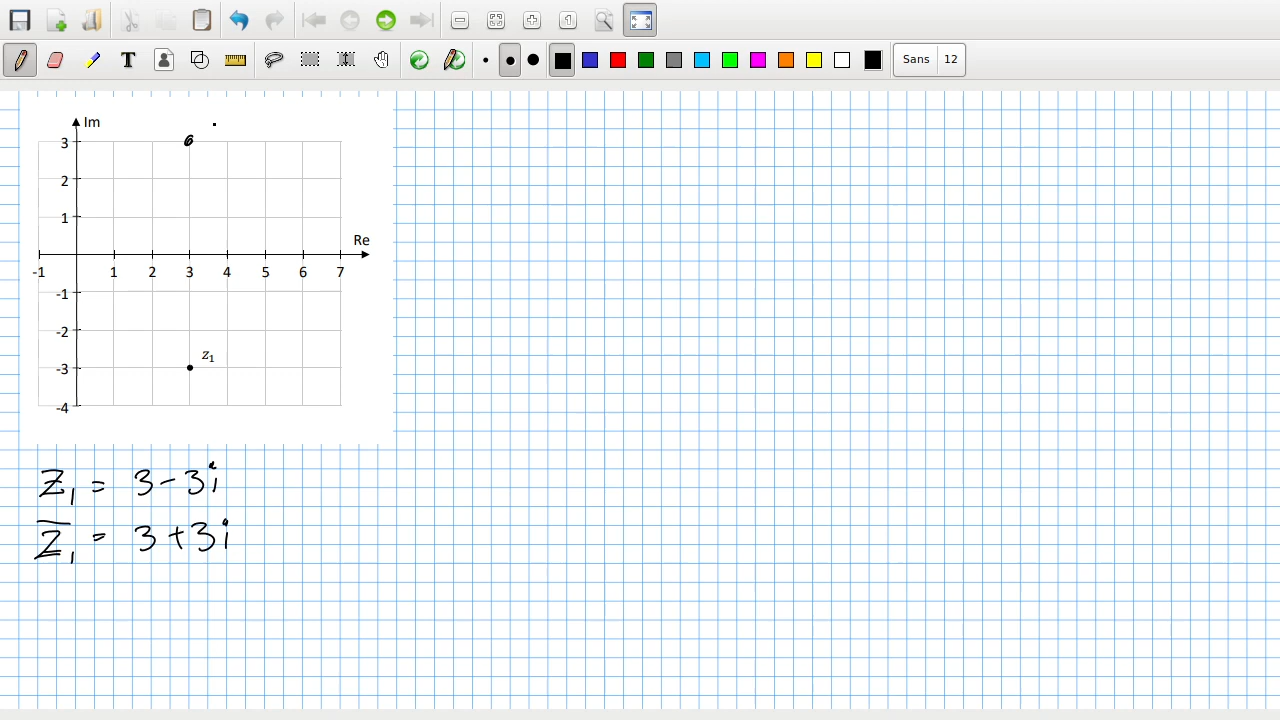 Sans 12
Im
3
2
1
Re
-1 1 2 3 4 5 6 7
-1
-2
z₁
-3
-4
Z₁ = 3 - 3i
Z̅₁ = 3 + 3i